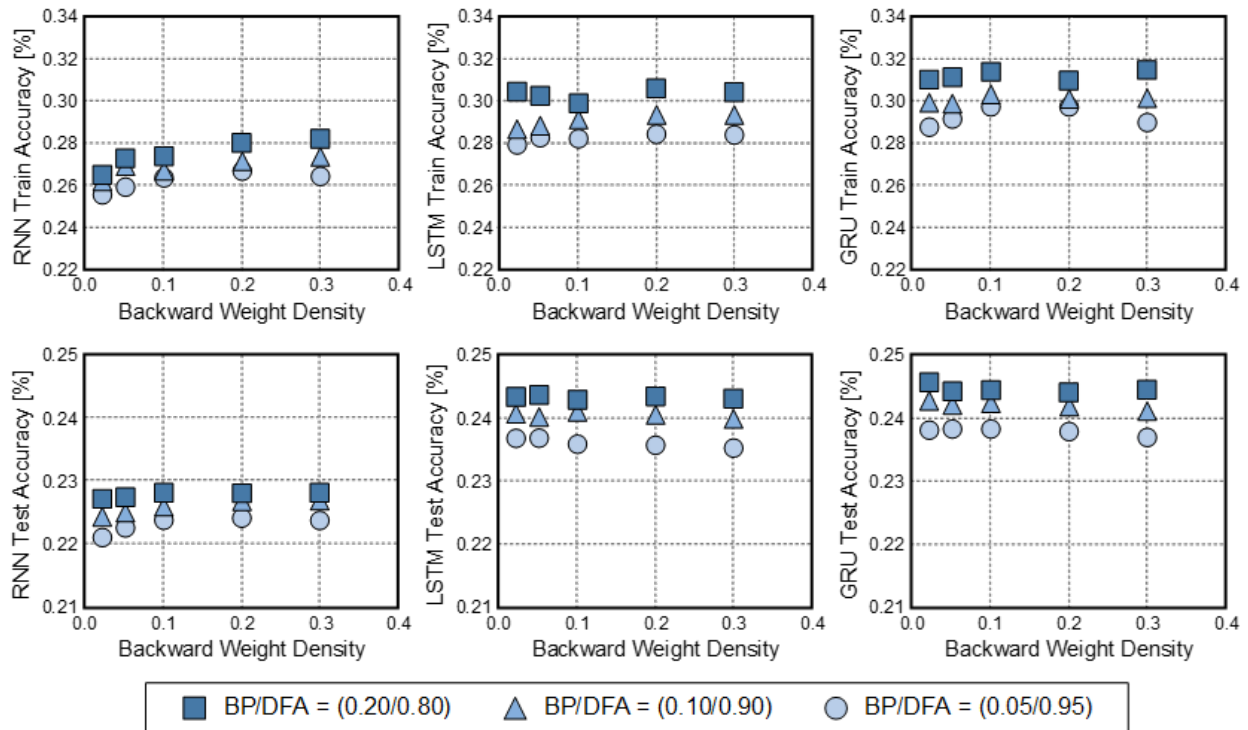 RNN Train Accuracy [%]
0.34
0.32
0.30
0.28
0.26
0.24
0.22
0.0 0.1 0.2 0.3 0.4
Backward Weight Density
LSTM Train Accuracy [%]
0.34
0.32
0.30
0.28
0.26
0.24
0.22
0.0 0.1 0.2 0.3 0.4
Backward Weight Density
GRU Train Accuracy [%]
0.34
0.32
0.30
0.28
0.26
0.24
0.22
0.0 0.1 0.2 0.3 0.4
Backward Weight Density
RNN Test Accuracy [%]
0.25
0.24
0.23
0.22
0.21
0.0 0.1 0.2 0.3 0.4
Backward Weight Density
LSTM Test Accuracy [%]
0.25
0.24
0.23
0.22
0.21
0.0 0.1 0.2 0.3 0.4
Backward Weight Density
GRU Test Accuracy [%]
0.25
0.24
0.23
0.22
0.21
0.0 0.1 0.2 0.3 0.4
Backward Weight Density
BP/DFA = (0.20/0.80) BP/DFA = (0.10/0.90) BP/DFA = (0.05/0.95)